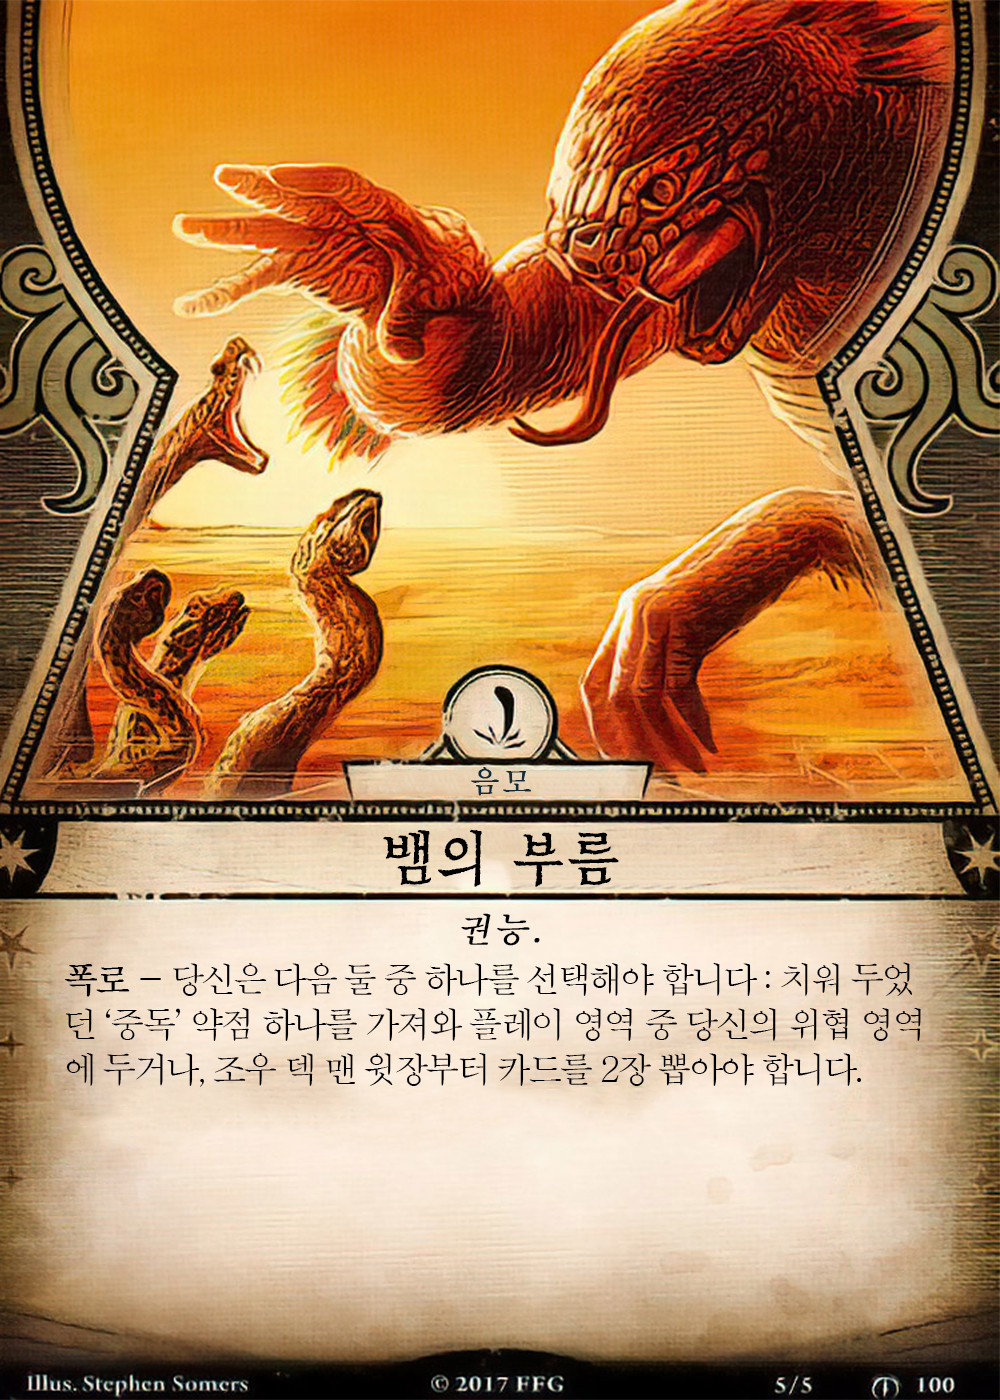 음모
뱀의 부름
권능.
폭로 – 당신은 다음 둘 중 하나를 선택해야 합니다 : 치워 두었
던 ‘중독’ 약점 하나를 가져와 플레이 영역 중 당신의 위협 영역
에 두거나, 조우 덱 맨 윗장부터 카드를 2장 뽑아야 합니다.
Illus. Stephen Somers © 2017 FFG 5/5 100